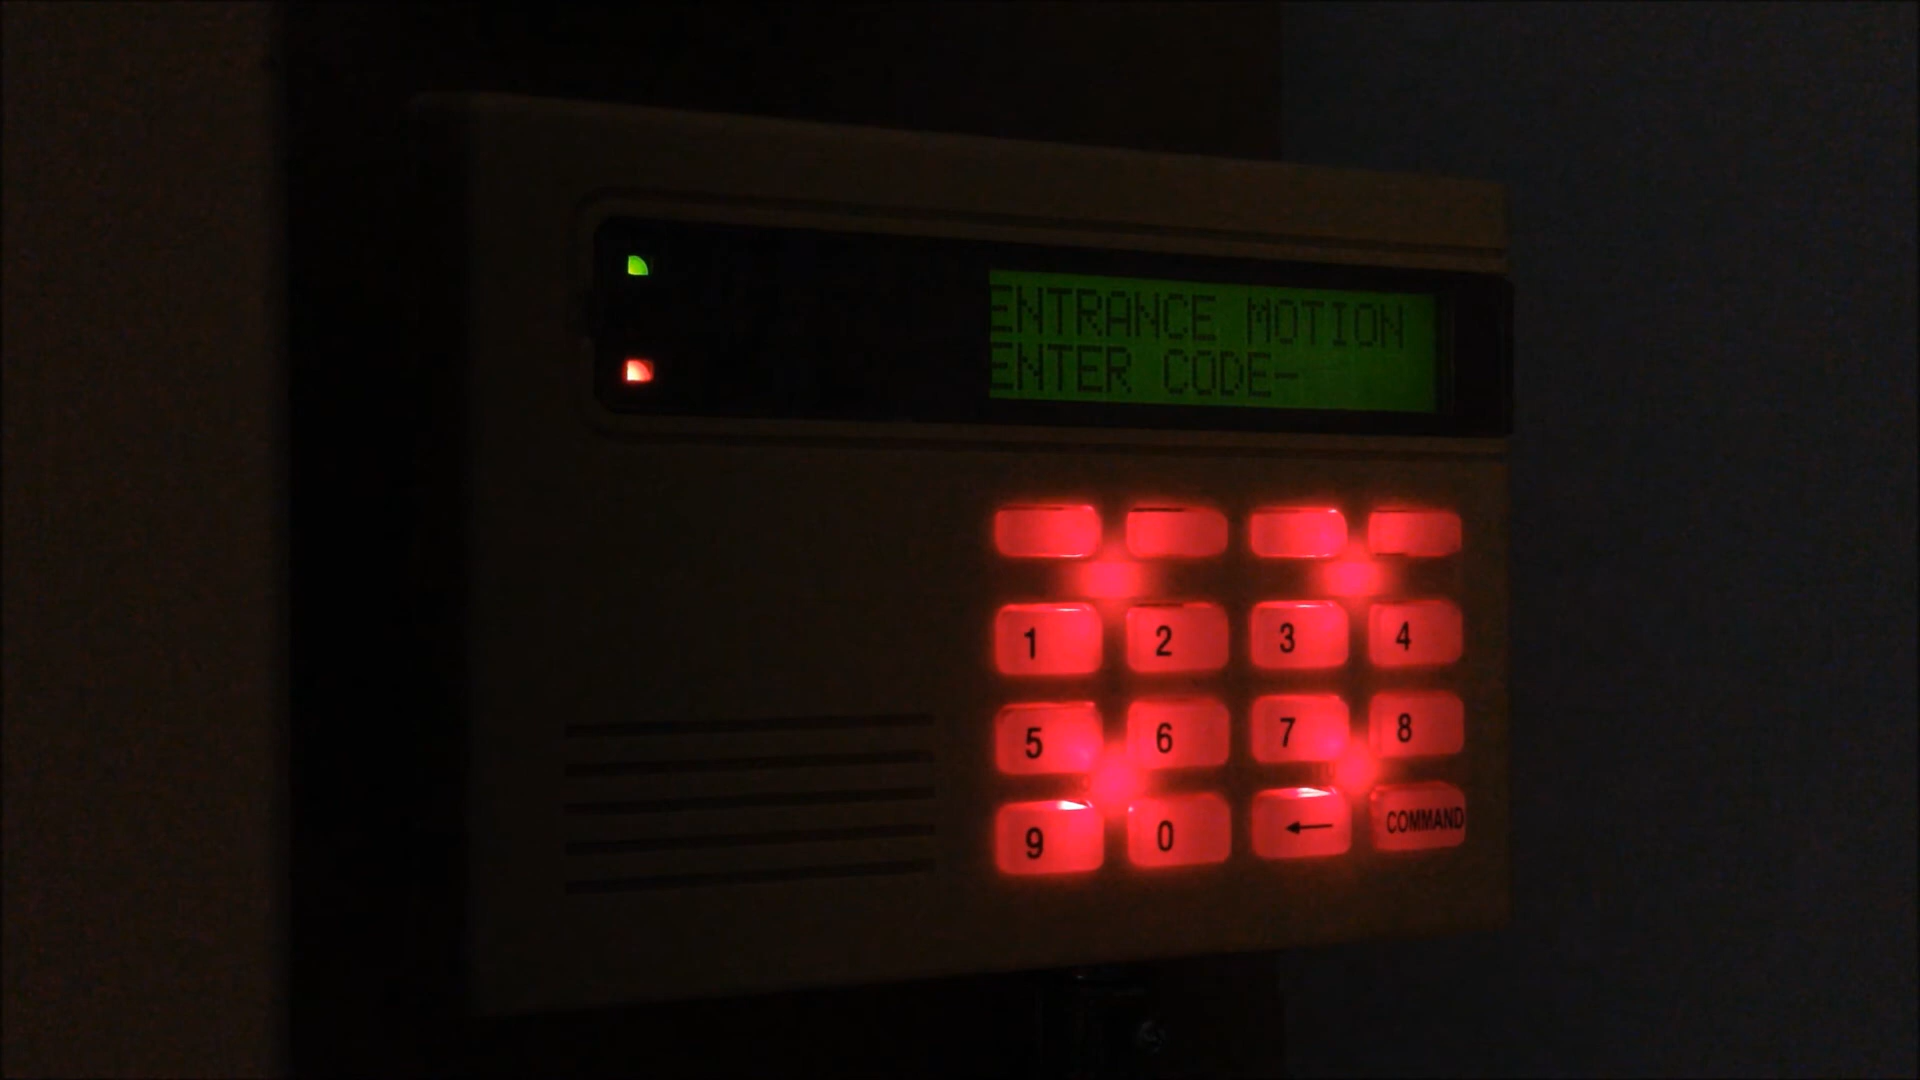 ENTRANCE MOTION
ENTER CODE-
1 2 3 4
5 6 7 8
9 0 ← COMMAND